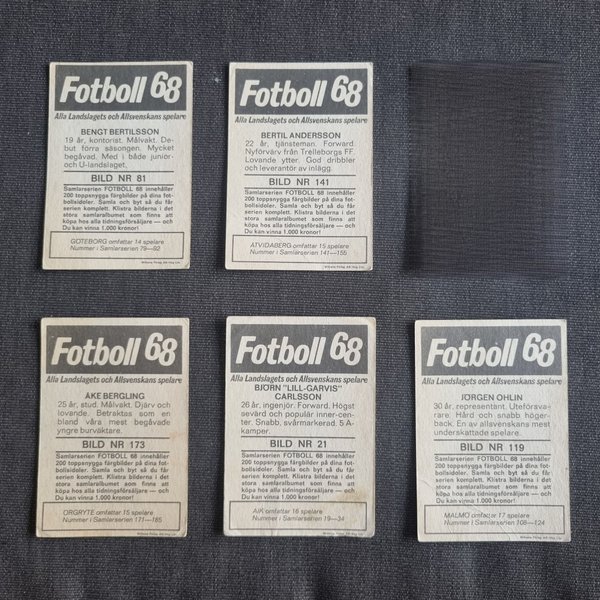 Fotboll 68
Alla Landslagets och Allsvenskans spelare
BENGT BERTILSSON
19 år, kontorist. Målvakt. De-
but förra säsongen. Mycket
begåvad. Med i både junior-
och U-landslaget.
BILD NR 81
Samlarserien FOTBOLL 68 innehåller
200 toppsnygga färgbilder på dina fot-
bollsidoler. Samla och byt så du får
serien komplett. Klistra bilderna i det
stora samlaralbumet som finns att
köpa hos alla tidningsförsäljare — och
Du kan vinna 1.000 kronor!
GÖTEBORG omfattar 14 spelare
Nummer i Samlarserien 79—92
Fotboll 68
Alla Landslagets och Allsvenskans spelare
BERTIL ANDERSSON
22 år, tjänsteman. Forward.
Nyförvärv från Trelleborgs FF.
Lovande ytter. God dribbler
och leverantör av inlägg.
BILD NR 141
Samlarserien FOTBOLL 68 innehåller
200 toppsnygga färgbilder på dina fot-
bollsidoler. Samla och byt så du får
serien komplett. Klistra bilderna i det
stora samlaralbumet som finns att
köpa hos alla tidningsförsäljare — och
Du kan vinna 1.000 kronor!
ÅTVIDABERG omfattar 15 spelare
Nummer i Samlarserien 141—155
Fotboll 68
Alla Landslagets och Allsvenskans spelare
ÅKE BERGLING
25 år, stud. Målvakt. Djärv och
lovande. Betraktas som en
bland våra mest begåvade
yngre burväktare.
BILD NR 173
Samlarserien FOTBOLL 68 innehåller
200 toppsnygga färgbilder på dina fot-
bollsidoler. Samla och byt så du får
serien komplett. Klistra bilderna i det
stora samlaralbumet som finns att
köpa hos alla tidningsförsäljare — och
Du kan vinna 1.000 kronor!
ÖRGRYTE omfattar 15 spelare
Nummer i Samlarserien 171—185
Fotboll 68
Alla Landslagets och Allsvenskans spelare
BJÖRN "LILL-GARVIS"
CARLSSON
26 år, ingenjör. Forward. Högst
sevärd och populär inner-cen-
ter. Snabb, svårmarkerad. 5 A-
kamper.
BILD NR 21
Samlarserien FOTBOLL 68 innehåller
200 toppsnygga färgbilder på dina fot-
bollsidoler. Samla och byt så du får
serien komplett. Klistra bilderna i det
stora samlaralbumet som finns att
köpa hos alla tidningsförsäljare — och
Du kan vinna 1.000 kronor!
AIK omfattar 16 spelare
Nummer i Samlarserien 19—34
Fotboll 68
Alla Landslagets och Allsvenskans spelare
JÖRGEN OHLIN
30 år, representant. Uteförsva-
rare. Hård och snabb höger-
back. En av allsvenskans mest
underskattade spelare.
BILD NR 119
Samlarserien FOTBOLL 68 innehåller
200 toppsnygga färgbilder på dina fot-
bollsidoler. Samla och byt så du får
serien komplett. Klistra bilderna i det
stora samlaralbumet som finns att
köpa hos alla tidningsförsäljare — och
Du kan vinna 1.000 kronor!
MALMÖ omfattar 17 spelare
Nummer i Samlarserien 108—124